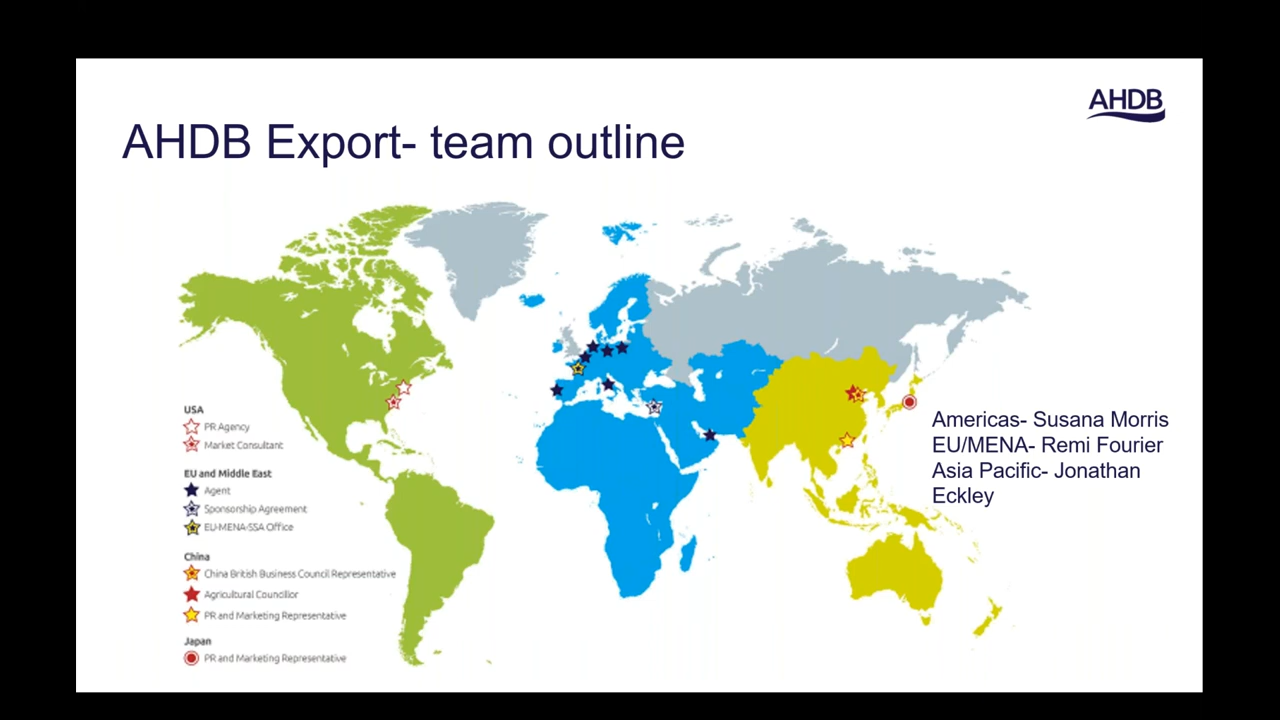 AHDB
AHDB Export- team outline
USA
PR Agency
Market Consultant
EU and Middle East
Agent
Sponsorship Agreement
EU-MENA-SSA Office
China
China British Business Council Representative
Agricultural Councillor
PR and Marketing Representative
Japan
PR and Marketing Representative
Americas- Susana Morris
EU/MENA- Remi Fourier
Asia Pacific- Jonathan
Eckley